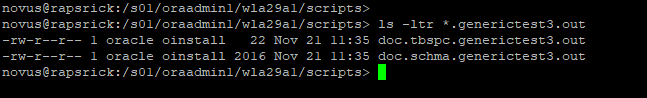 novus@rapsrick:/s01/oraadmin1/wla29a1/scripts>
novus@rapsrick:/s01/oraadmin1/wla29a1/scripts> ls -ltr *.generictest3.out
-rw-r--r-- 1 oracle oinstall   22 Nov 21 11:35 doc.tbspc.generictest3.out
-rw-r--r-- 1 oracle oinstall 2016 Nov 21 11:35 doc.schma.generictest3.out
novus@rapsrick:/s01/oraadmin1/wla29a1/scripts>